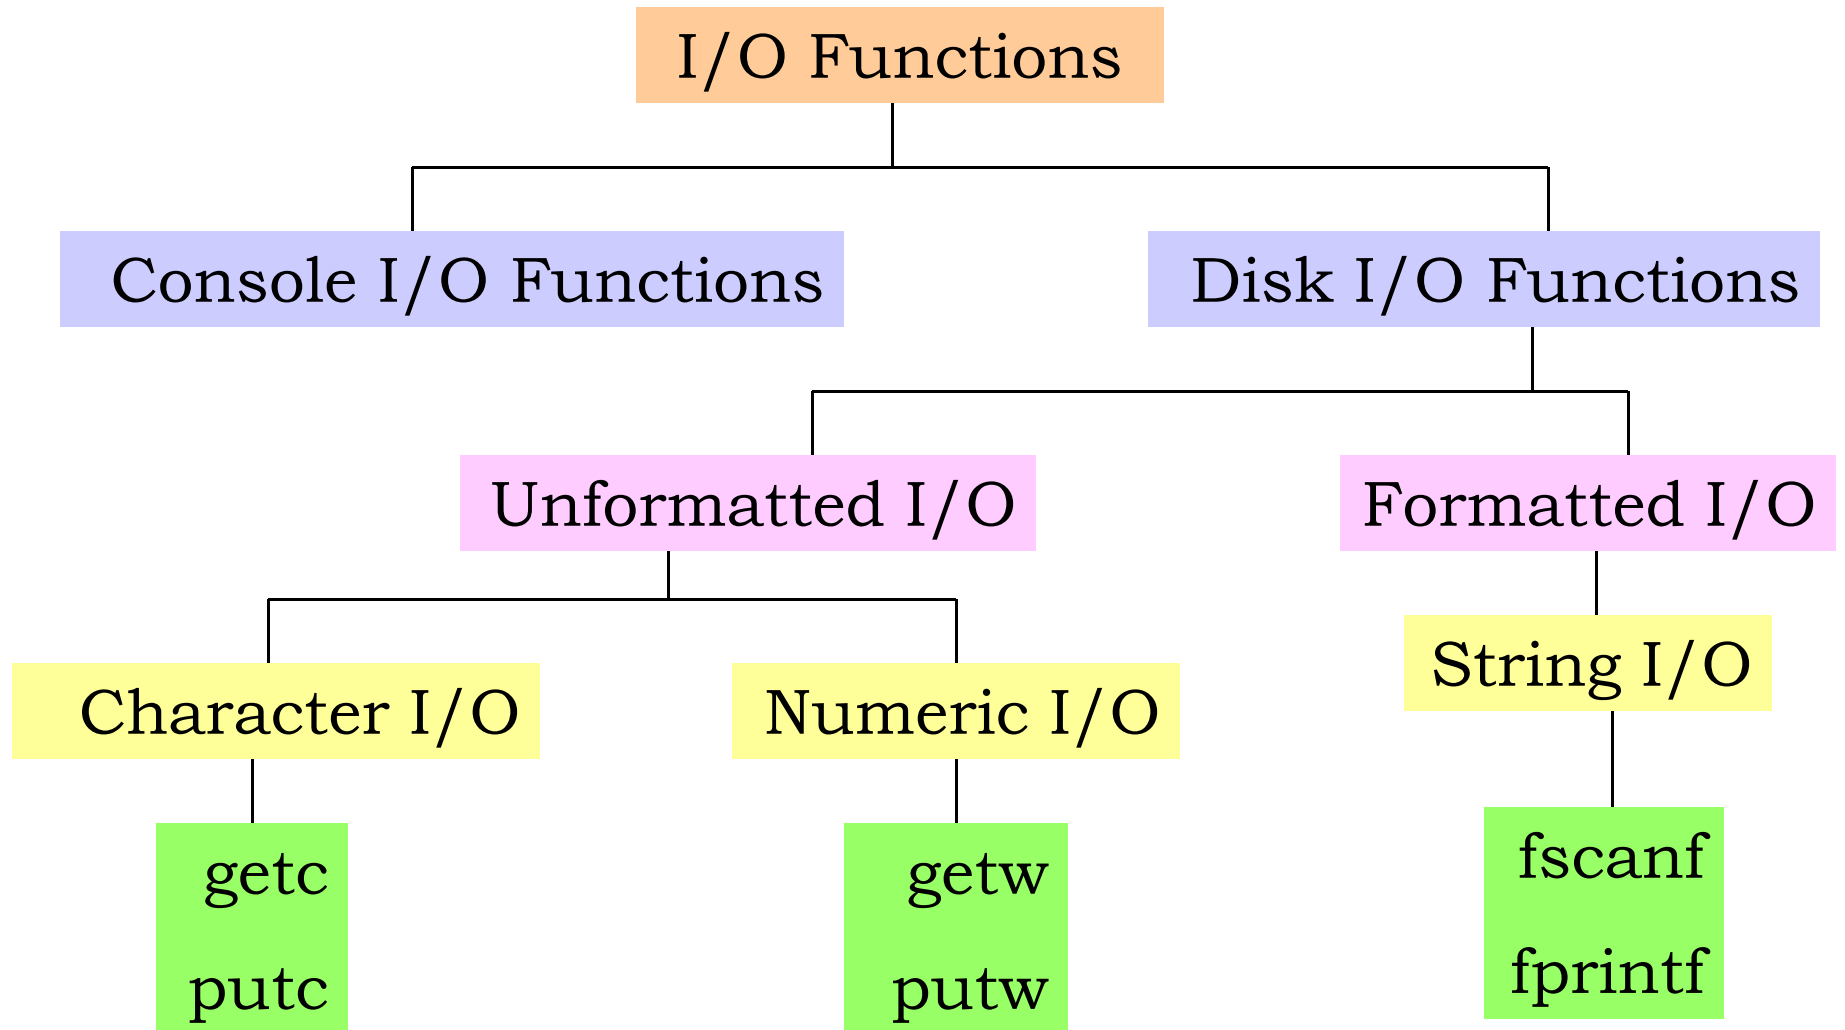 I/O Functions
Console I/O Functions
Disk I/O Functions
Unformatted I/O
Formatted I/O
Character I/O
Numeric I/O
String I/O
getc
putc
getw
putw
fscanf
fprintf